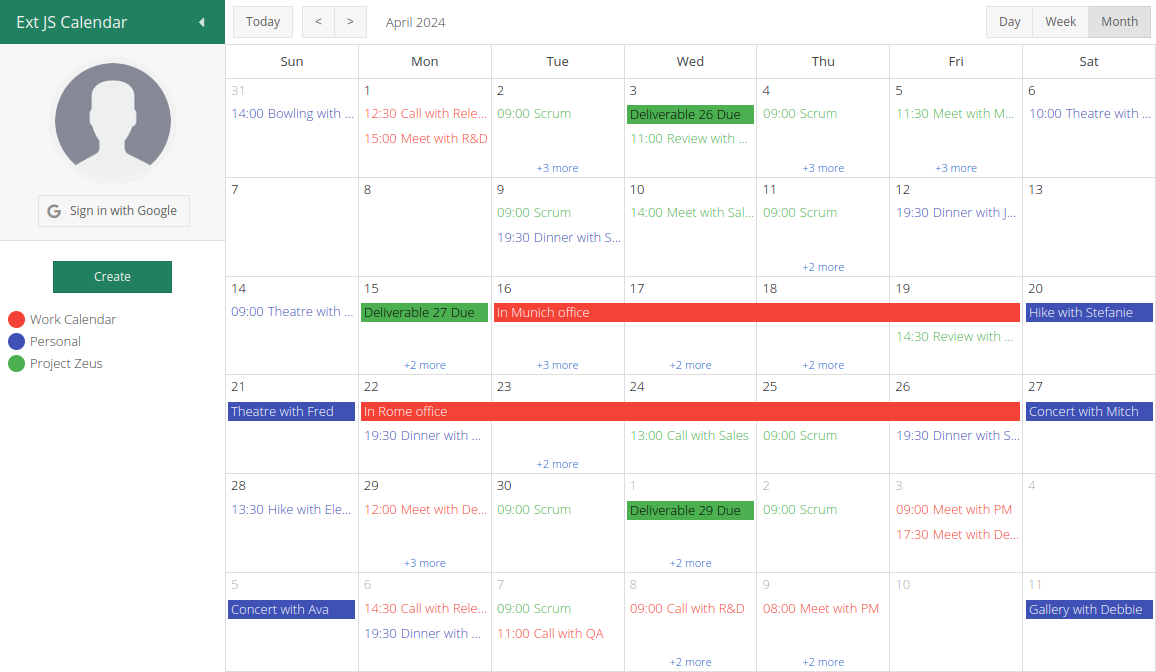 Ext JS Calendar
Today < > April 2024 Day Week Month
Sign in with Google
Create
Work Calendar
Personal
Project Zeus
Sun Mon Tue Wed Thu Fri Sat
31 1 2 3 4 5 6
14:00 Bowling with ... 12:30 Call with Rele... 09:00 Scrum Deliverable 26 Due 09:00 Scrum 11:30 Meet with M... 10:00 Theatre with ...
15:00 Meet with R&D 11:00 Review with ...
+3 more +3 more +3 more
7 8 9 10 11 12 13
09:00 Scrum 14:00 Meet with Sal... 09:00 Scrum 19:30 Dinner with J...
19:30 Dinner with S...
+2 more
14 15 16 17 18 19 20
09:00 Theatre with ... Deliverable 27 Due In Munich office Hike with Stefanie
14:30 Review with ...
+2 more +3 more +2 more +2 more
21 22 23 24 25 26 27
Theatre with Fred In Rome office Concert with Mitch
19:30 Dinner with ... 13:00 Call with Sales 09:00 Scrum 19:30 Dinner with S...
+2 more
28 29 30 1 2 3 4
13:30 Hike with Ele... 12:00 Meet with De... 09:00 Scrum Deliverable 29 Due 09:00 Scrum 09:00 Meet with PM
17:30 Meet with De...
+3 more +2 more
5 6 7 8 9 10 11
Concert with Ava 14:30 Call with Rele... 09:00 Scrum 09:00 Call with R&D 08:00 Meet with PM Gallery with Debbie
19:30 Dinner with ... 11:00 Call with QA
+2 more +2 more